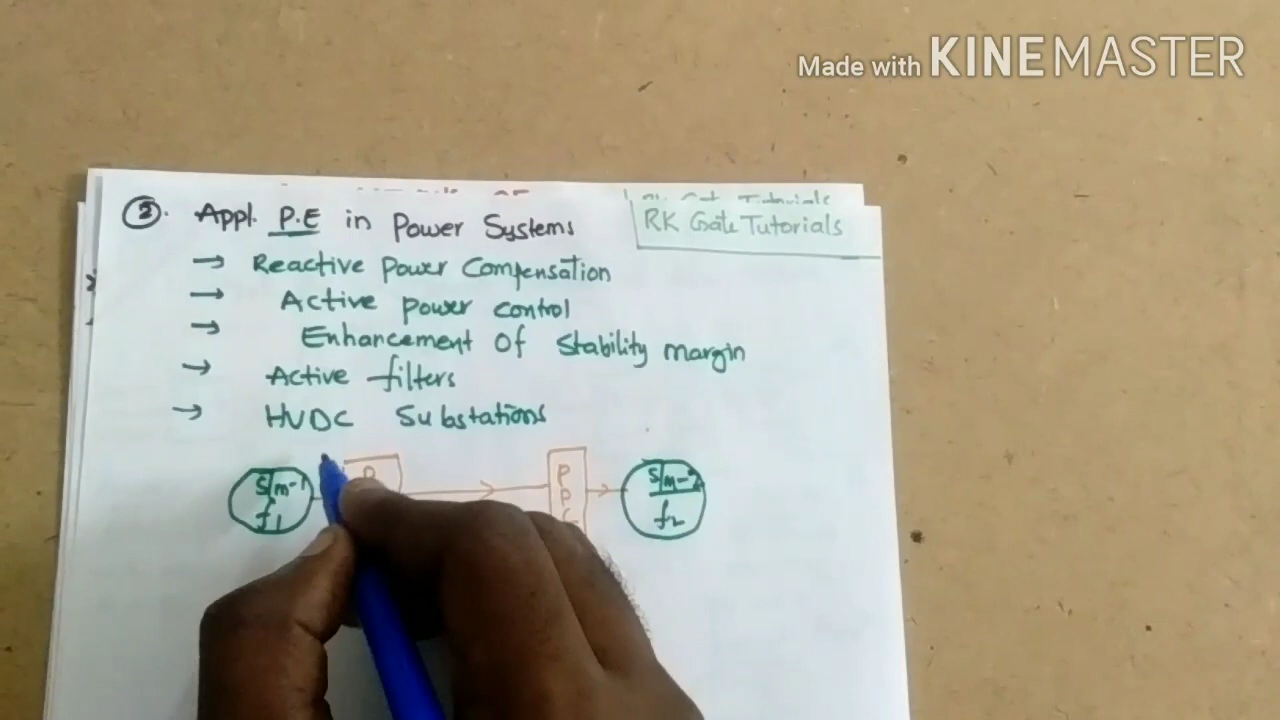 Made with KINEMASTER
RK Gate Tutorials
②. Appl. P.E in Power Systems
→ Reactive Power Compensation
→ Active power control
→ Enhancement Of Stability margin
→ Active filters
→ HVDC Substations
S/m-1
f1
P
P
C
S/m-2
f2